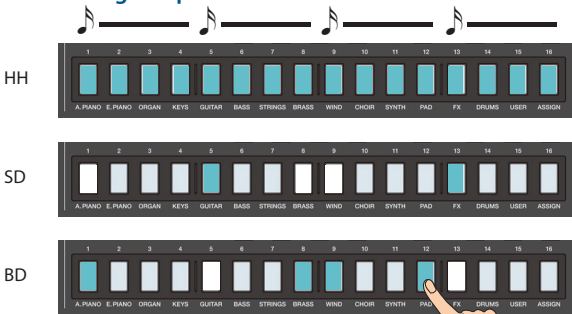 HH
1 2 3 4 5 6 7 8 9 10 11 12 13 14 15 16
A.PIANO E.PIANO ORGAN KEYS GUITAR BASS STRINGS BRASS WIND CHOIR SYNTH PAD FX DRUMS USER ASSIGN
SD
1 2 3 4 5 6 7 8 9 10 11 12 13 14 15 16
A.PIANO E.PIANO ORGAN KEYS GUITAR BASS STRINGS BRASS WIND CHOIR SYNTH PAD FX DRUMS USER ASSIGN
BD
1 2 3 4 5 6 7 8 9 10 11 12 13 14 15 16
A.PIANO E.PIANO ORGAN KEYS GUITAR BASS STRINGS BRASS WIND CHOIR SYNTH PAD FX DRUMS USER ASSIGN